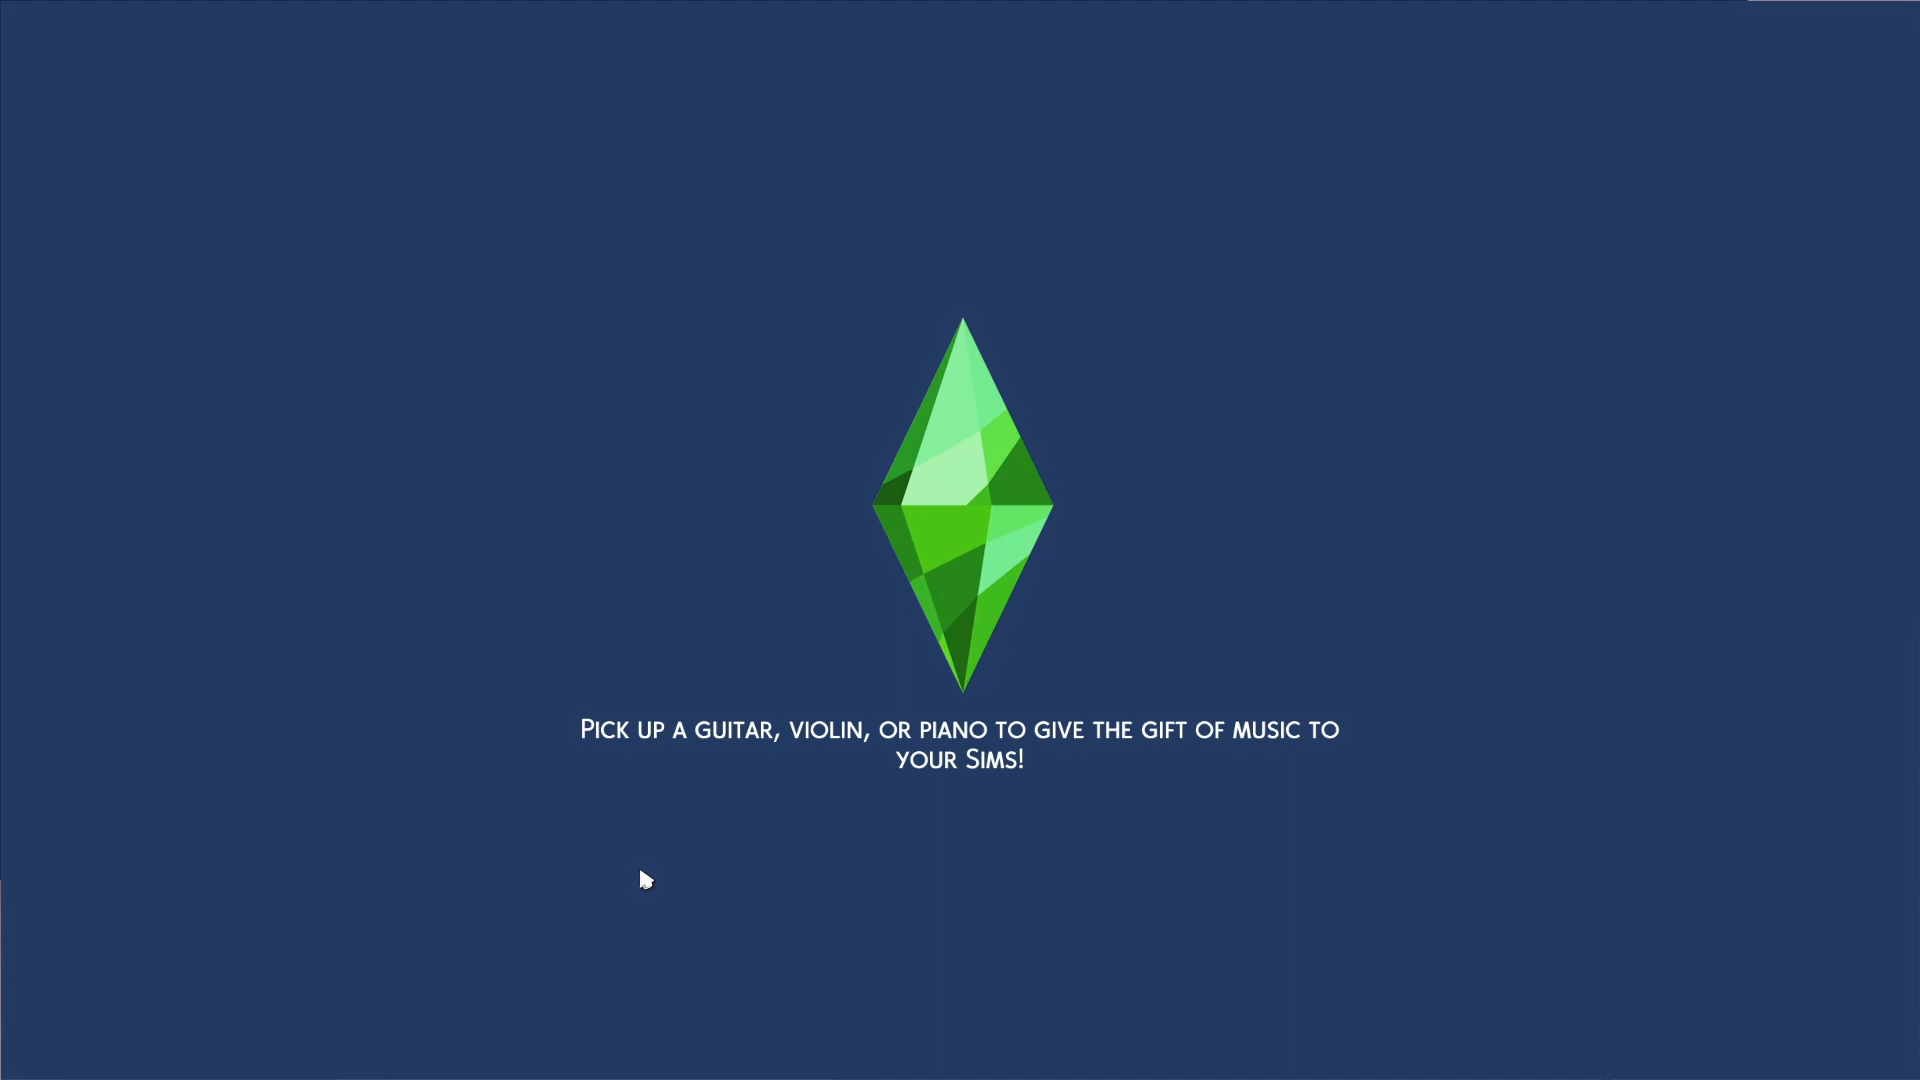 Pick up a guitar, violin, or piano to give the gift of music to
your Sims!